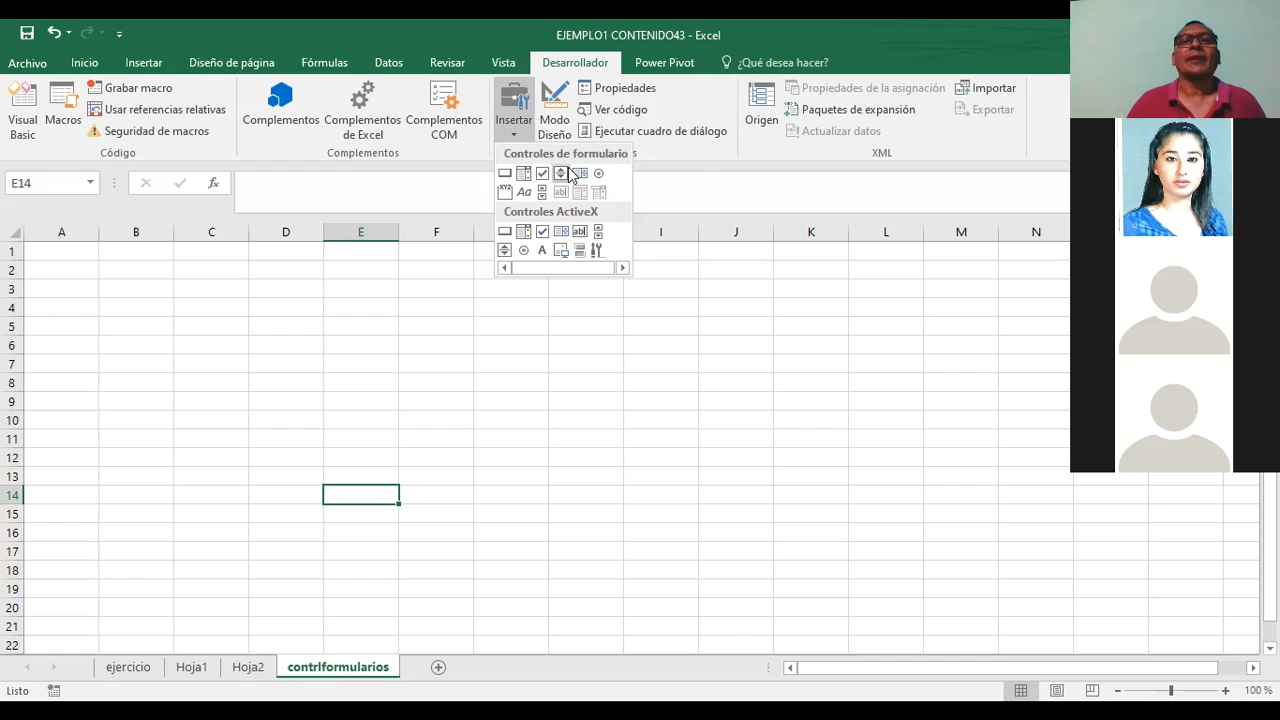 EJEMPLO1 CONTENIDO43 - Excel
Archivo Inicio Insertar Diseño de página Fórmulas Datos Revisar Vista Desarrollador Power Pivot ¿Qué desea hacer?
Visual Basic
Macros
Grabar macro
Usar referencias relativas
Seguridad de macros
Código
Complementos
Complementos de Excel
Complementos COM
Complementos
Insertar
Modo Diseño
Propiedades
Ver código
Ejecutar cuadro de diálogo
Origen
Propiedades de la asignación
Paquetes de expansión
Actualizar datos
Importar
Exportar
XML
Controles de formulario
XYZ Aa ab|
Controles ActiveX
ab|
A
E14 fx
A B C D E F I J K L M N
1
2
3
4
5
6
7
8
9
10
11
12
13
14
15
16
17
18
19
20
21
22
ejercicio Hoja1 Hoja2 contrlformularios
Listo 100 %